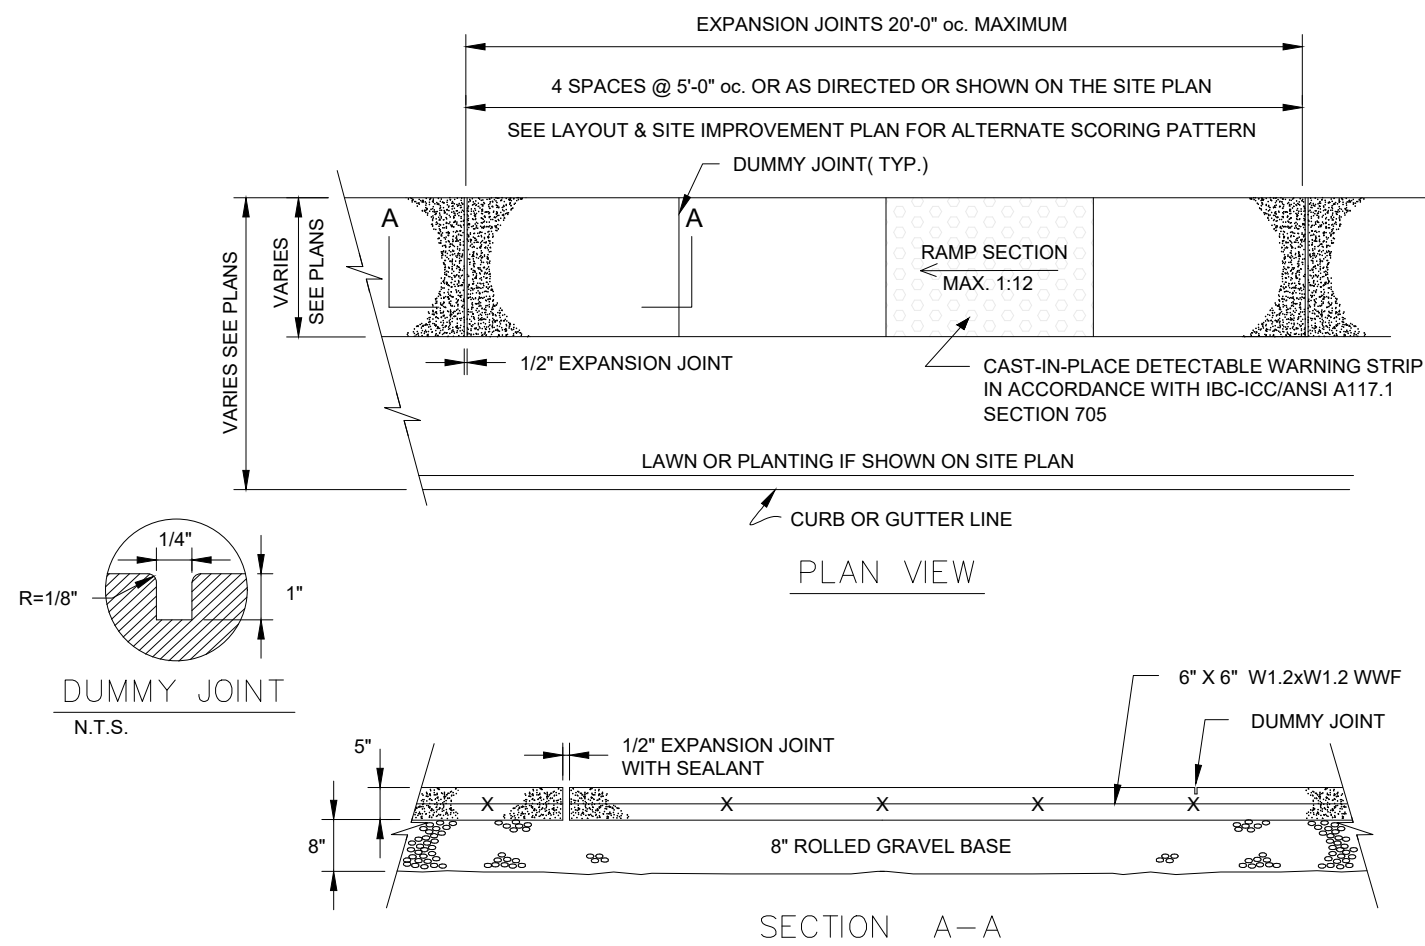 EXPANSION JOINTS 20'-0" oc. MAXIMUM
4 SPACES @ 5'-0" oc. OR AS DIRECTED OR SHOWN ON THE SITE PLAN
SEE LAYOUT & SITE IMPROVEMENT PLAN FOR ALTERNATE SCORING PATTERN
DUMMY JOINT( TYP.)
A
A
VARIES SEE PLANS
VARIES
SEE PLANS
RAMP SECTION
MAX. 1:12
1/2" EXPANSION JOINT
CAST-IN-PLACE DETECTABLE WARNING STRIP
IN ACCORDANCE WITH IBC-ICC/ANSI A117.1
SECTION 705
LAWN OR PLANTING IF SHOWN ON SITE PLAN
CURB OR GUTTER LINE
PLAN VIEW
1/4"
R=1/8"
1"
DUMMY JOINT
N.T.S.
6" X 6" W1.2xW1.2 WWF
DUMMY JOINT
1/2" EXPANSION JOINT
WITH SEALANT
5"
X X X X X
8"
8" ROLLED GRAVEL BASE
SECTION A-A